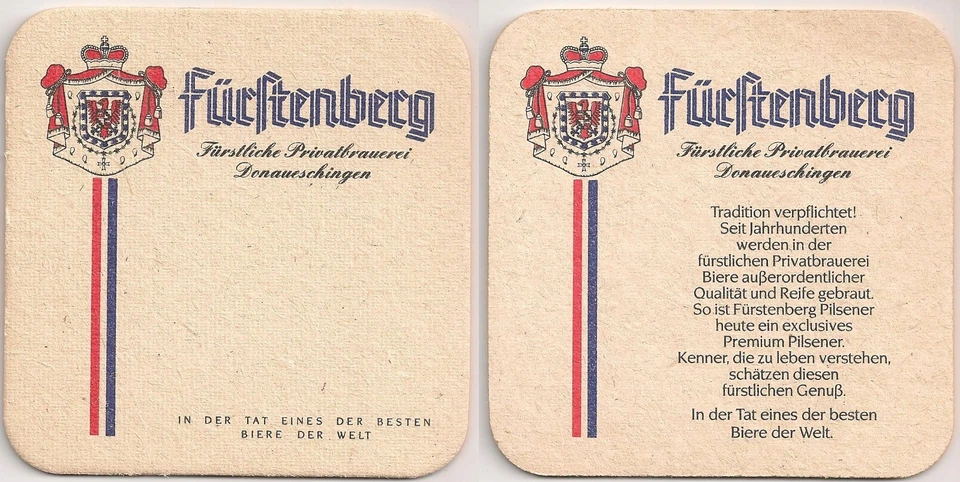 Fürstenberg
Fürstliche Privatbrauerei
Donaueschingen
IN DER TAT EINES DER BESTEN
BIERE DER WELT
Fürstenberg
Fürstliche Privatbrauerei
Donaueschingen
Tradition verpflichtet!
Seit Jahrhunderten
werden in der
fürstlichen Privatbrauerei
Biere außerordentlicher
Qualität und Reife gebraut.
So ist Fürstenberg Pilsener
heute ein exclusives
Premium Pilsener.
Kenner, die zu leben verstehen,
schätzen diesen
fürstlichen Genuß.
In der Tat eines der besten
Biere der Welt.